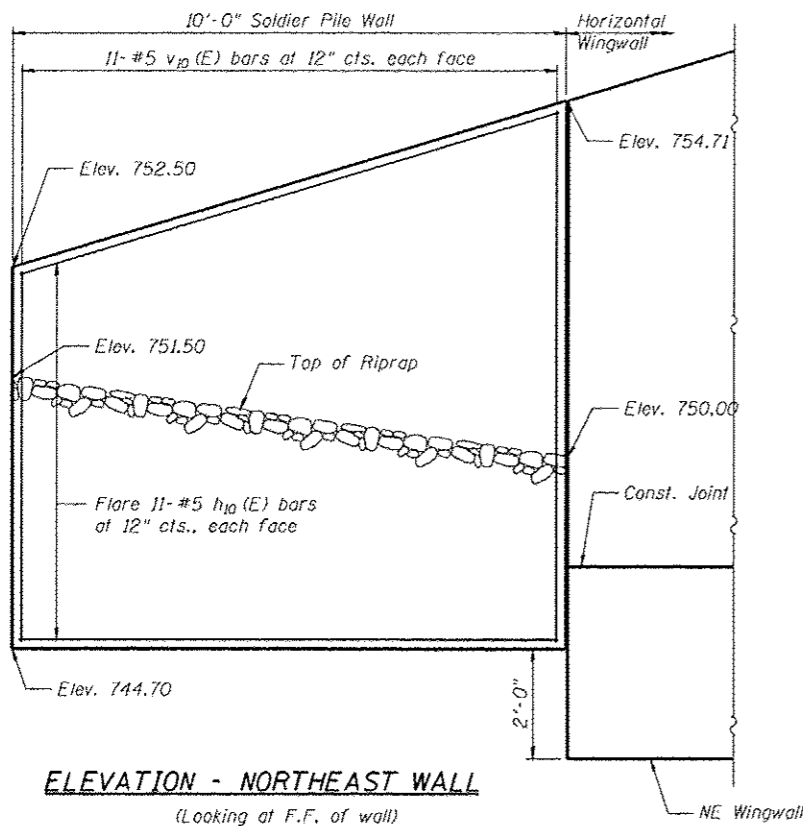 10'-0" Soldier Pile Wall
Horizontal
Wingwall
11- #5 v10 (E) bars at 12" cts. each face
Elev. 754.71
Elev. 752.50
Elev. 751.50
Top of Riprap
Elev. 750.00
Const. Joint
Flare 11- #5 h10 (E) bars
at 12" cts., each face
Elev. 744.70
2'-0"
ELEVATION - NORTHEAST WALL
(Looking at F.F. of wall)
NE Wingwall